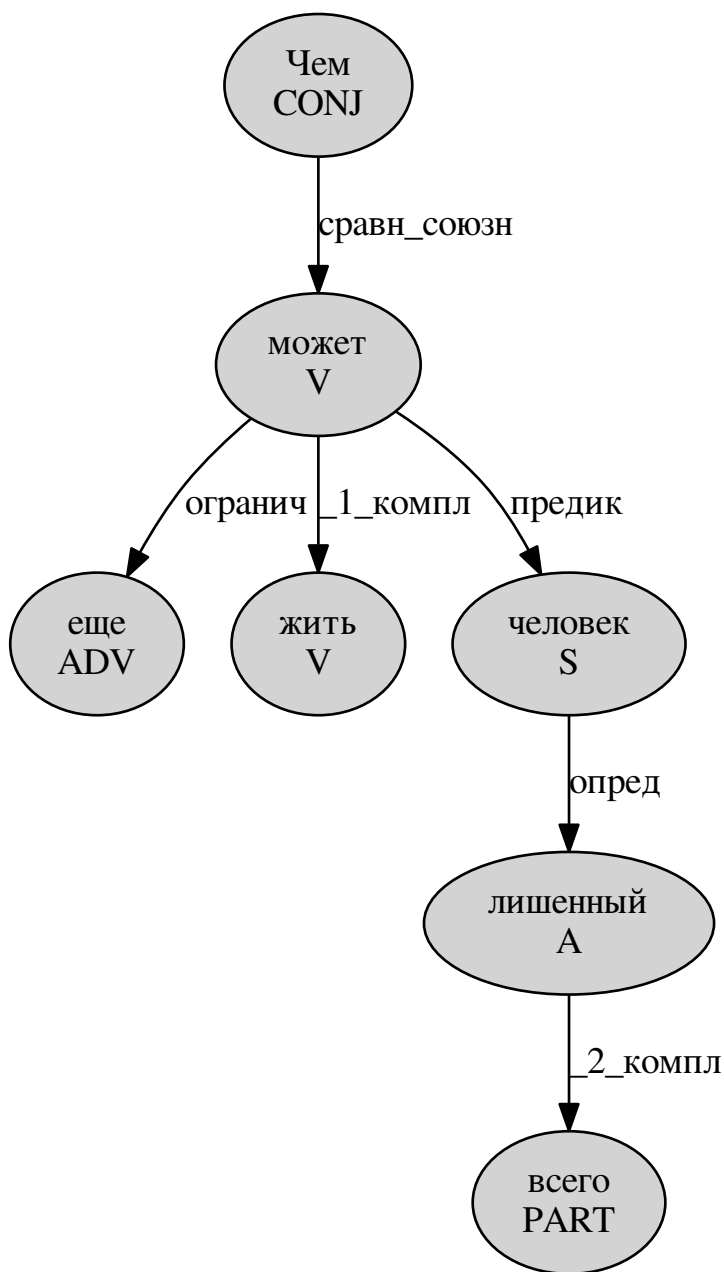 Чем
CONJ
сравн_союзн
может
V
огранич
_1_компл
предик
еще
ADV
жить
V
человек
S
опред
лишенный
A
_2_компл
всего
PART